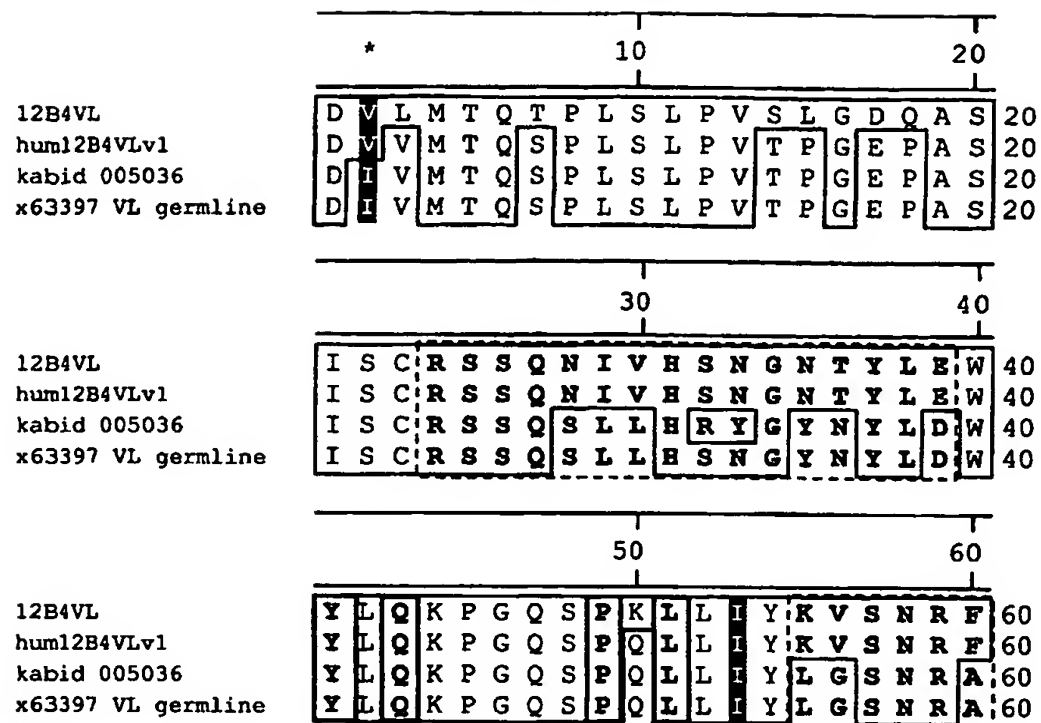 * 10 20
12B4VL D V L M T Q T P L S L P V S L G D Q A S 20
hum12B4VLv1 D V V M T Q S P L S L P V T P G E P A S 20
kabid 005036 D I V M T Q S P L S L P V T P G E P A S 20
x63397 VL germline D I V M T Q S P L S L P V T P G E P A S 20
30 40
12B4VL I S C R S S Q N I V H S N G N T Y L E W 40
hum12B4VLv1 I S C R S S Q N I V H S N G N T Y L E W 40
kabid 005036 I S C R S S Q S L L H R Y G Y N Y L D W 40
x63397 VL germline I S C R S S Q S L L H S N G Y N Y L D W 40
50 60
12B4VL Y L Q K P G Q S P K L L I Y K V S N R F 60
hum12B4VLv1 Y L Q K P G Q S P Q L L I Y K V S N R F 60
kabid 005036 Y L Q K P G Q S P Q L L I Y L G S N R A 60
x63397 VL germline Y L Q K P G Q S P Q L L I Y L G S N R A 60